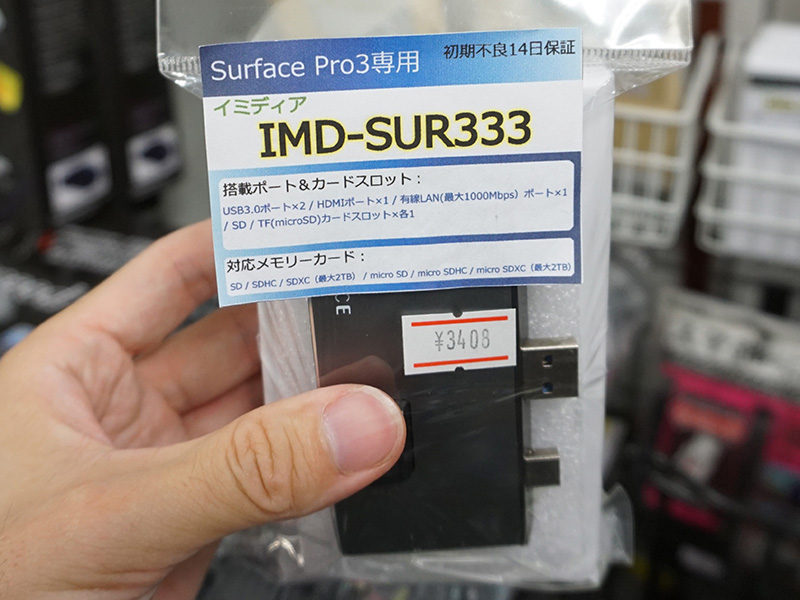 Surface Pro3専用
初期不良14日保証
イミディア
IMD-SUR333
搭載ポート&カードスロット：
USB3.0ポート×2 / HDMIポート×1 / 有線LAN(最大1000Mbps）ポート×1
/ SD / TF(microSD)カードスロット×各1
対応メモリーカード：
SD / SDHC / SDXC（最大2TB） / micro SD / micro SDHC / micro SDXC（最大2TB）
¥3408